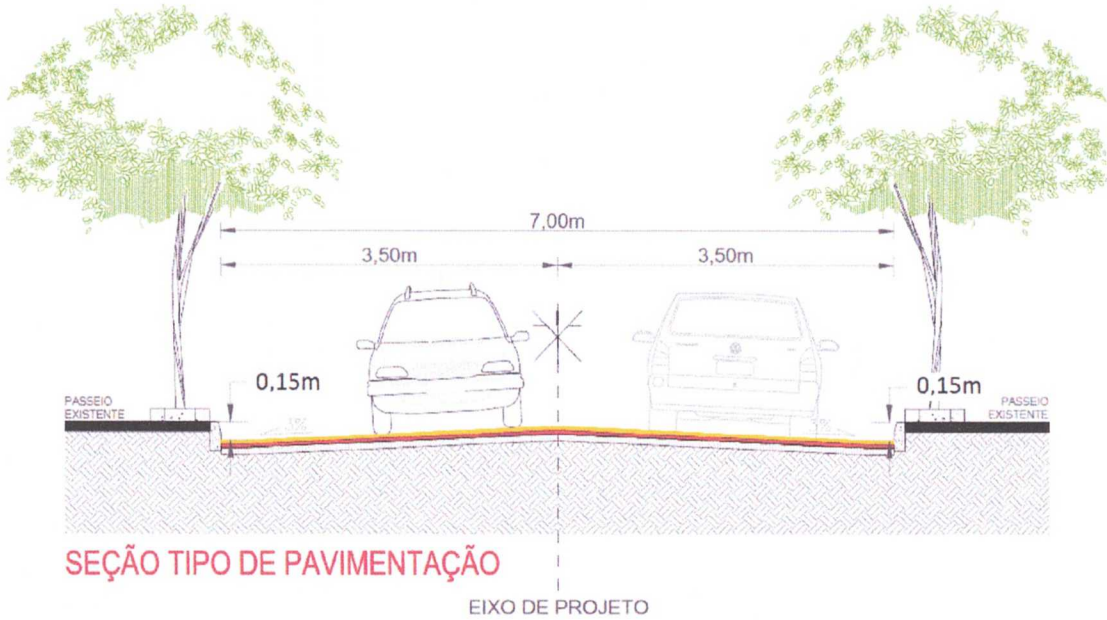 7,00m
3,50m
3,50m
0,15m
0,15m
PASSEIO
EXISTENTE
PASSEIO
EXISTENTE
3%
SEÇÃO TIPO DE PAVIMENTAÇÃO
EIXO DE PROJETO